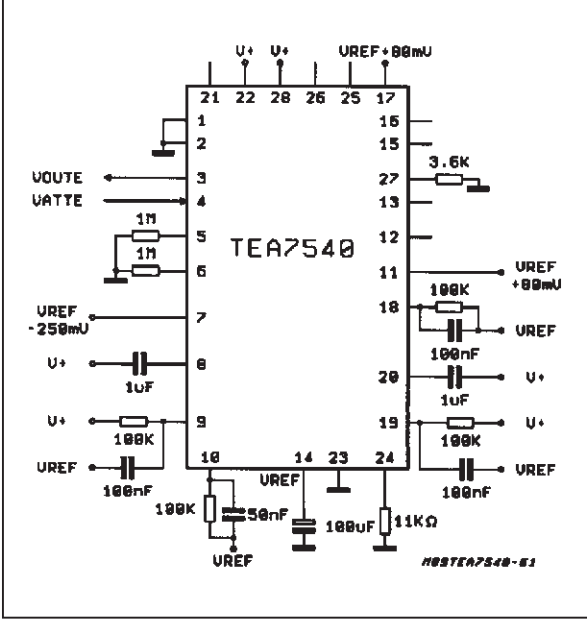 V+ V+ VREF+80mV
21 22 28 26 25 17
1 16
2 15
3.6K
VOUTE 3 27
VATTE 4 13
1M
5 12
1M
TEA7540
6 11 VREF
+80mV
100K
18
VREF
-250mV
7
VREF
100nF
V+ 8 20 V+
1uF 1uF
V+ 9 19 V+
100K 100K
VREF VREF
100nF 100nF
10 14 23 24
VREF
100K 50nF 100uF 11KΩ
VREF
M89TEA7540-61